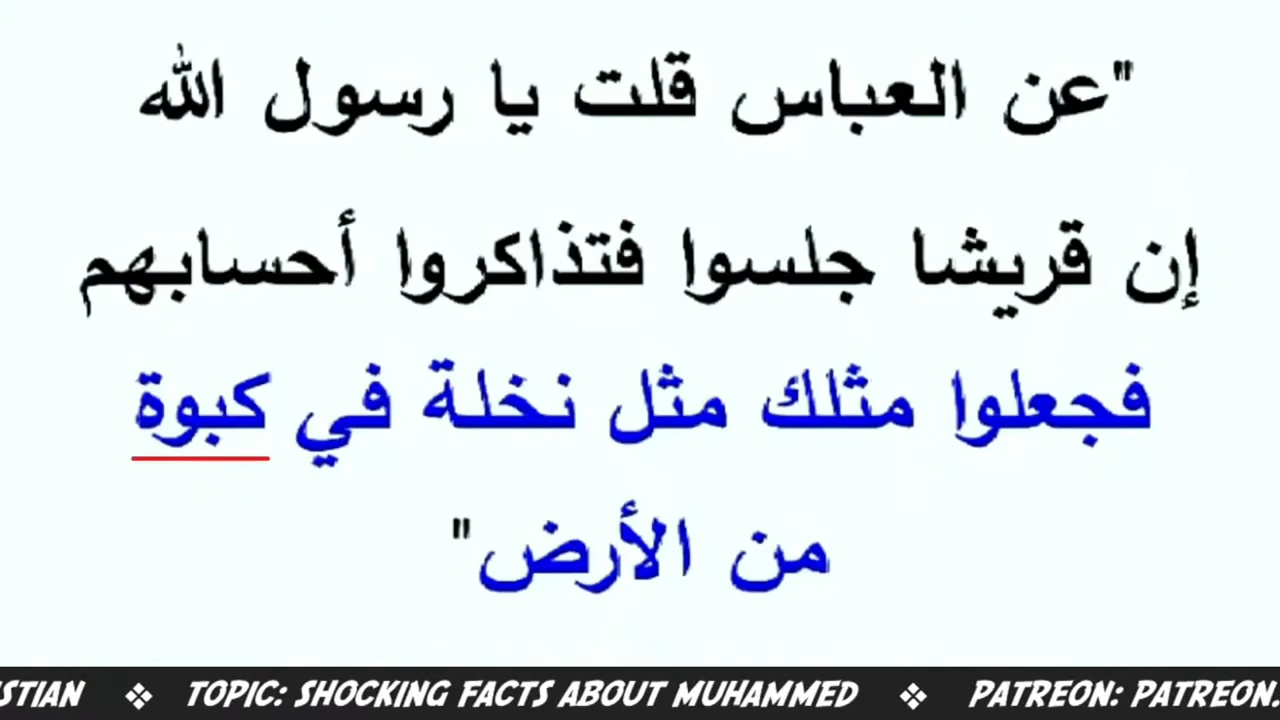 "عن العباس قلت يا رسول الله
إن قريشا جلسوا فتذاكروا أحسابهم
فجعلوا مثلك مثل نخلة في كبوة
من الأرض"
ISTIAN ❖ TOPIC: SHOCKING FACTS ABOUT MUHAMMED ❖ PATREON: PATREON.